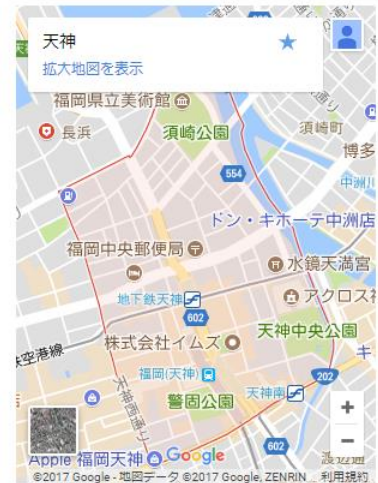 天神
拡大地図を表示
福岡県立美術館
長浜
須崎公園
須崎町
博多
554
中洲川
ドン・キホーテ中洲店
福岡中央郵便局
水鏡天満宮
地下鉄天神
アクロス福
602
天神中央公園
株式会社イムズ
空港線
キ
福岡(天神)
202
天神南
天神西通り
警固公園
+
−
602
渡辺通
Apple 福岡天神
Google
©2017 Google - 地図データ ©2017 Google, ZENRIN
利用規約